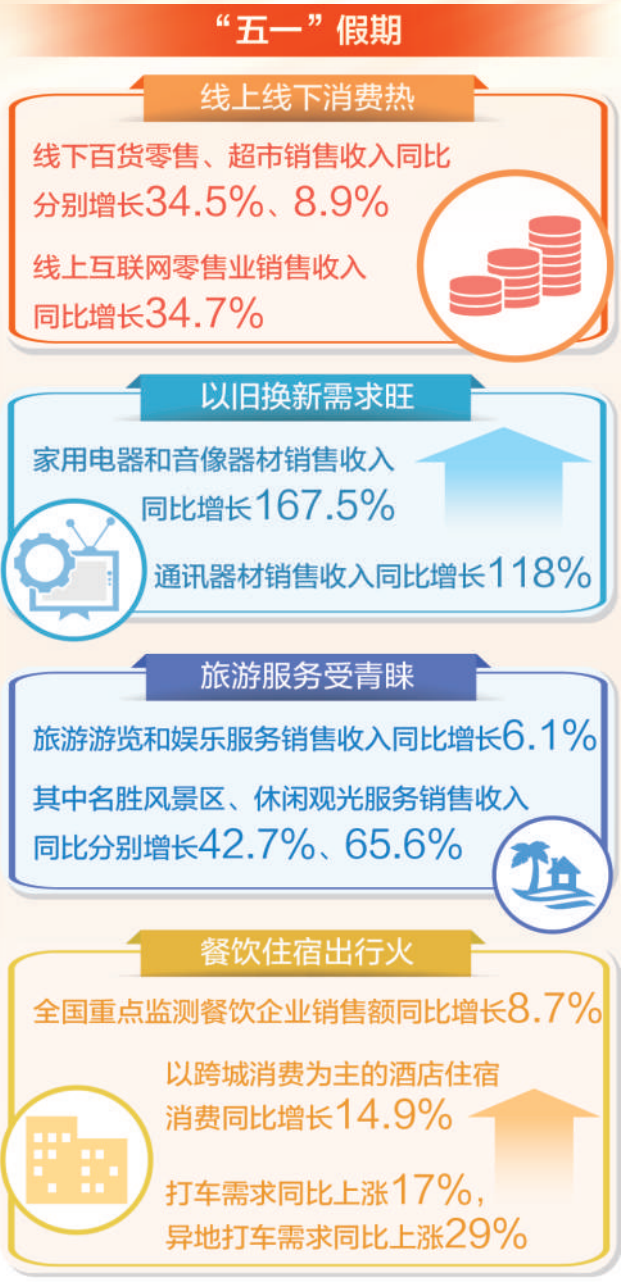 “五一”假期
线上线下消费热
线下百货零售、超市销售收入同比
分别增长34.5%、8.9%
线上互联网零售业销售收入
同比增长34.7%
以旧换新需求旺
家用电器和音像器材销售收入
同比增长167.5%
通讯器材销售收入同比增长118%
旅游服务受青睐
旅游游览和娱乐服务销售收入同比增长6.1%
其中名胜风景区、休闲观光服务销售收入
同比分别增长42.7%、65.6%
餐饮住宿出行火
全国重点监测餐饮企业销售额同比增长8.7%
以跨城消费为主的酒店住宿
消费同比增长14.9%
打车需求同比上涨17%，
异地打车需求同比上涨29%